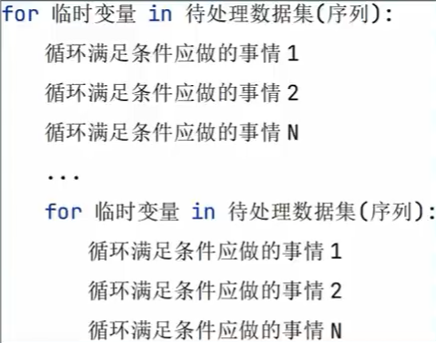 for 临时变量 in 待处理数据集(序列):
    循环满足条件应做的事情 1
    循环满足条件应做的事情 2
    循环满足条件应做的事情 N
    ...
    for 临时变量 in 待处理数据集(序列):
        循环满足条件应做的事情 1
        循环满足条件应做的事情 2
        循环满足条件应做的事情 N